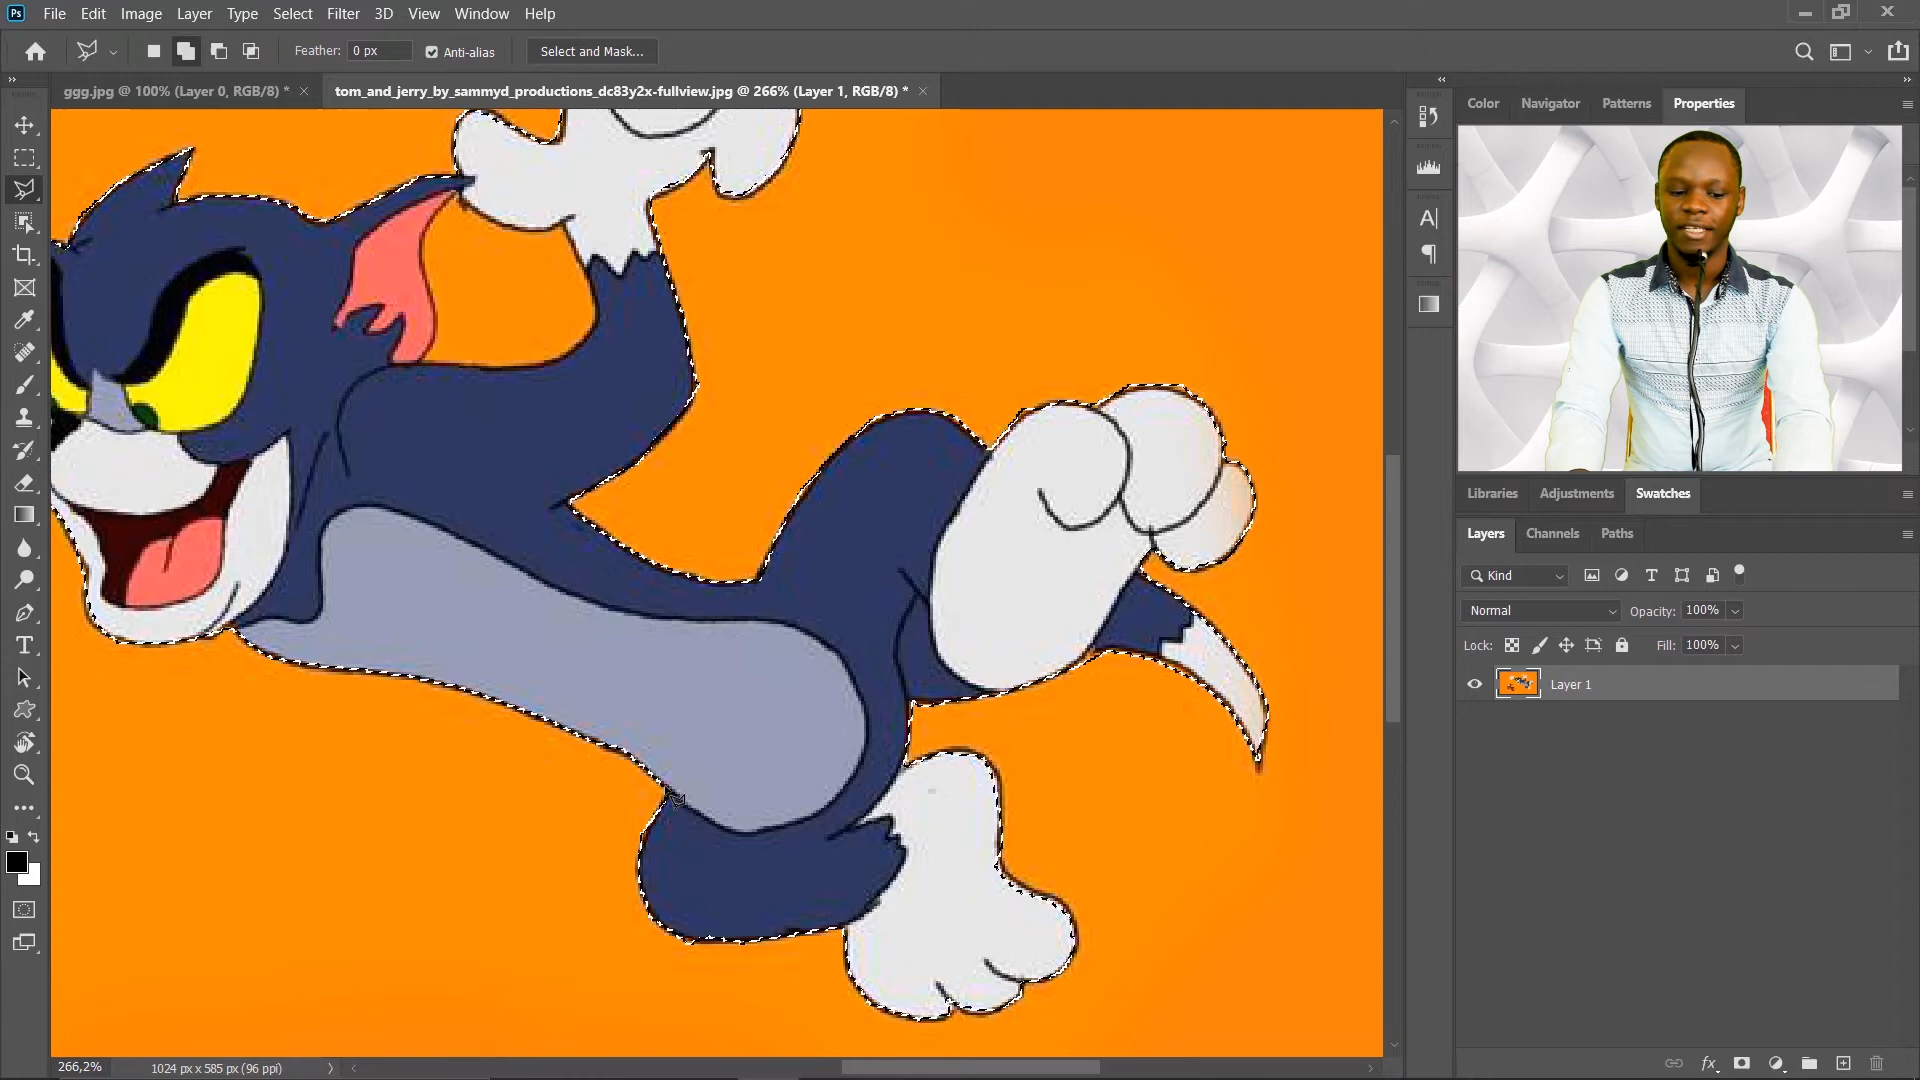 Ps File Edit Image Layer Type Select Filter 3D View Window Help
Feather: 0 px Anti-alias Select and Mask...
ggg.jpg @ 100% (Layer 0, RGB/8) * tom_and_jerry_by_sammyd_productions_dc83y2x-fullview.jpg @ 266% (Layer 1, RGB/8) *
Color Navigator Patterns Properties
Libraries Adjustments Swatches
Layers Channels Paths
Kind
Normal Opacity: 100%
Lock: Fill: 100%
Layer 1
266,2% 1024 px x 585 px (96 ppi)